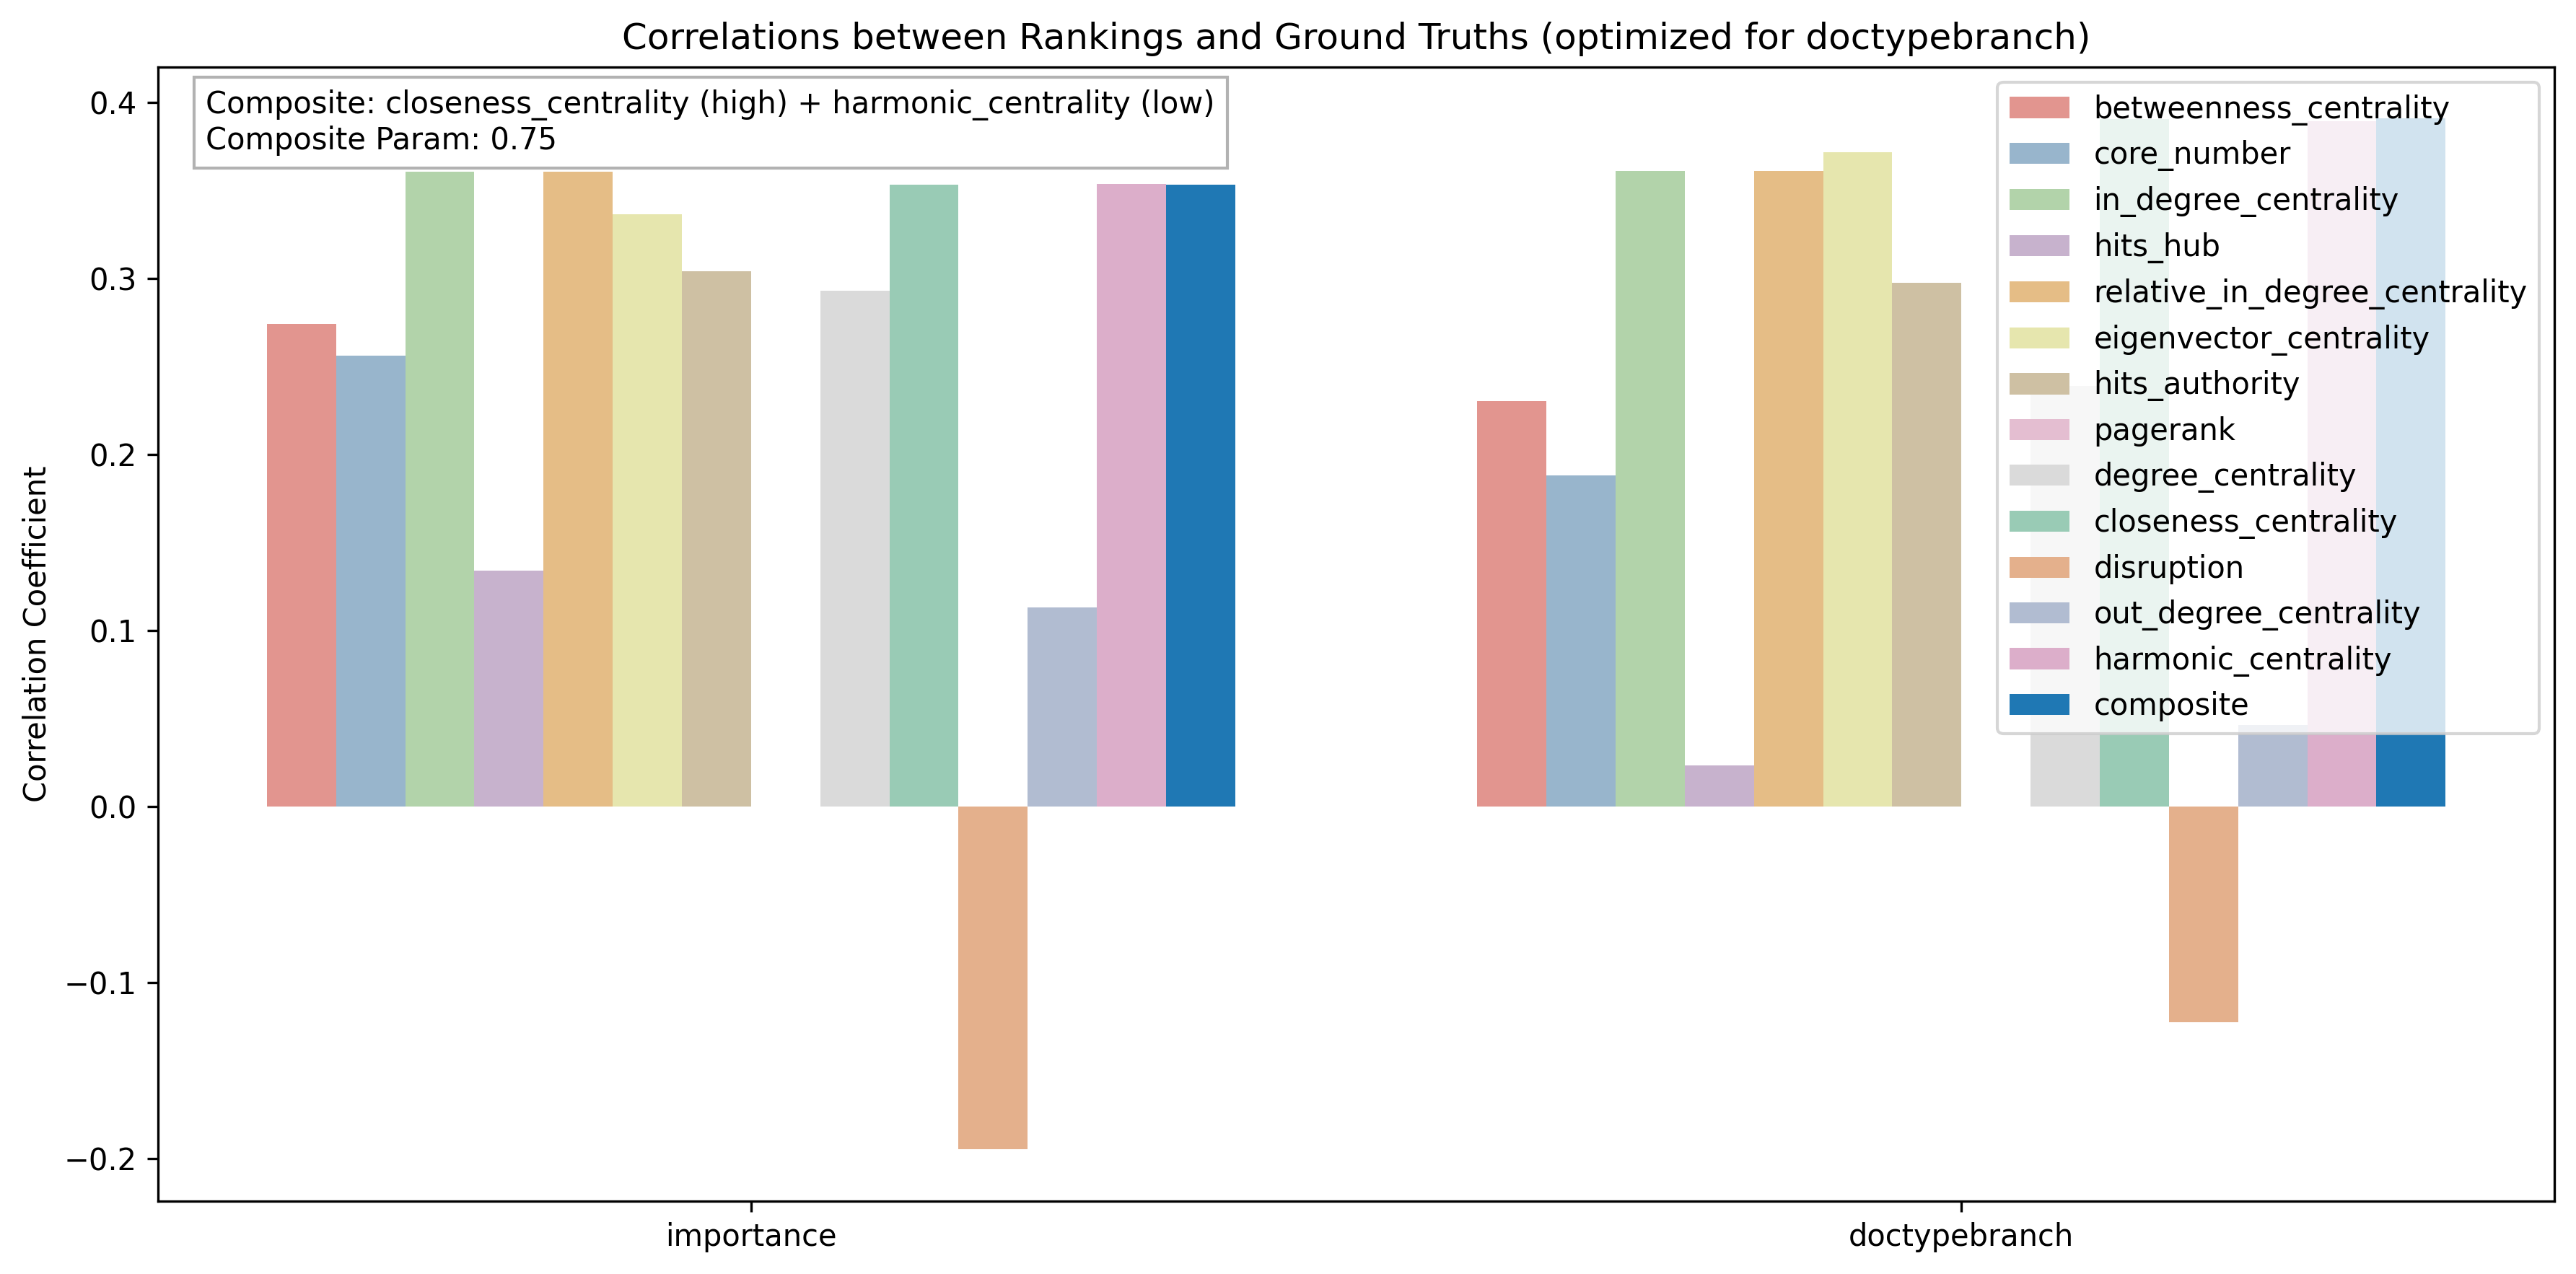 Correlations between Rankings and Ground Truths (optimized for doctypebranch)
Composite: closeness_centrality (high) + harmonic_centrality (low)
Composite Param: 0.75
betweenness_centrality
core_number
in_degree_centrality
hits_hub
relative_in_degree_centrality
eigenvector_centrality
hits_authority
pagerank
degree_centrality
closeness_centrality
disruption
out_degree_centrality
harmonic_centrality
composite
Correlation Coefficient
0.4
0.3
0.2
0.1
0.0
−0.1
−0.2
importance
doctypebranch